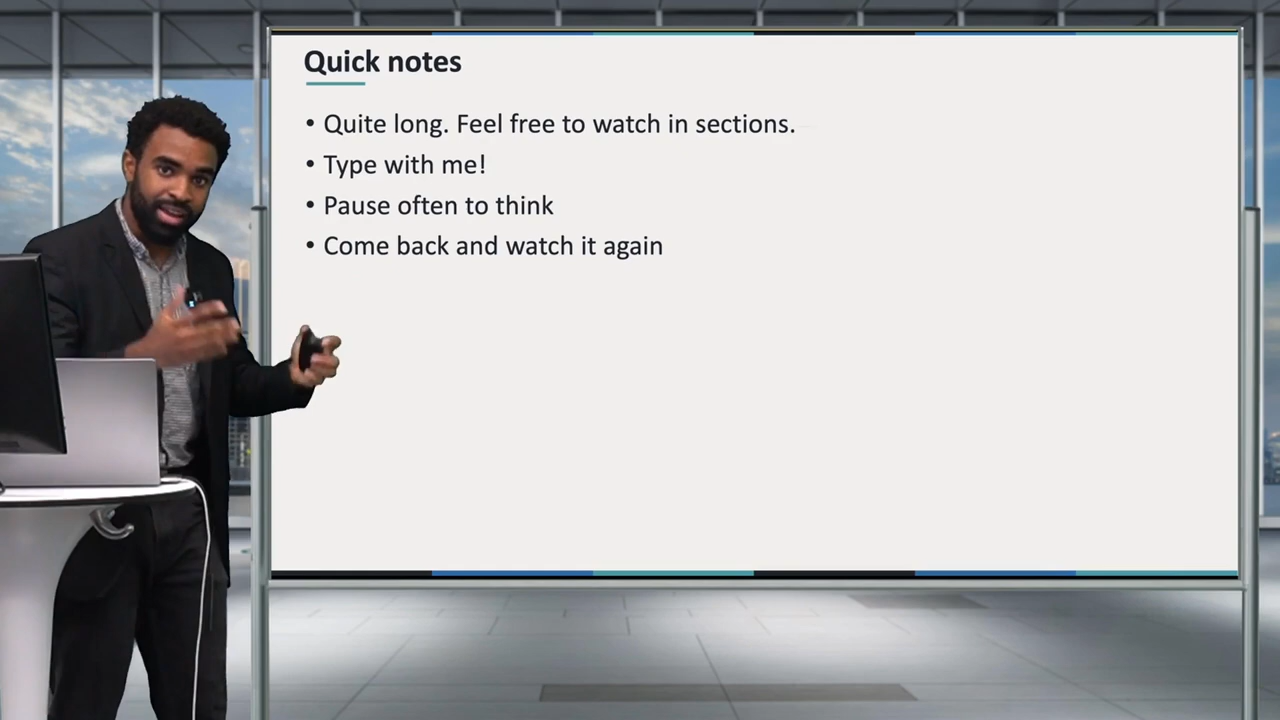 Quick notes
• Quite long. Feel free to watch in sections.
• Type with me!
• Pause often to think
• Come back and watch it again